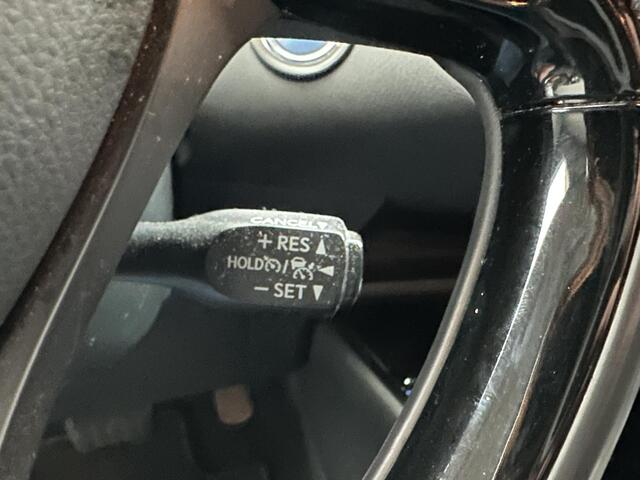 CANCEL
+ RES ▲
HOLD / ◄
− SET ▼